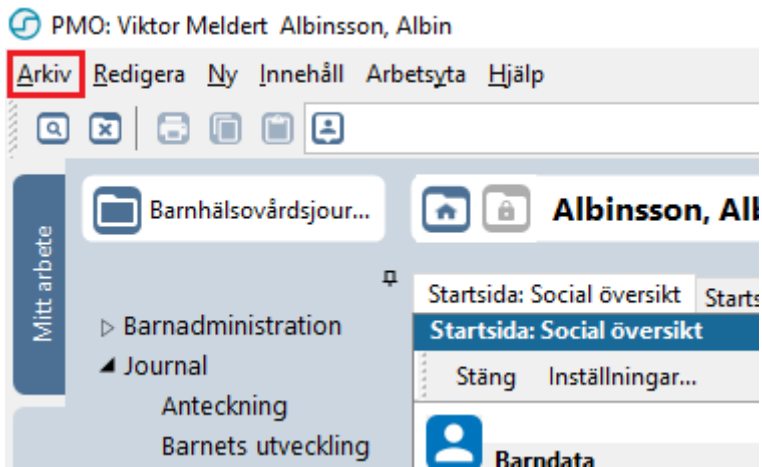 PMO: Viktor Meldert Albinsson, Albin
Arkiv Redigera Ny Innehåll Arbetsyta Hjälp
Mitt arbete
Barnhälsovårdsjour...
Albinsson, Alb
Startsida: Social översikt Starts
Startsida: Social översikt
Stäng Inställningar...
Barndata
Barnadministration
Journal
Anteckning
Barnets utveckling